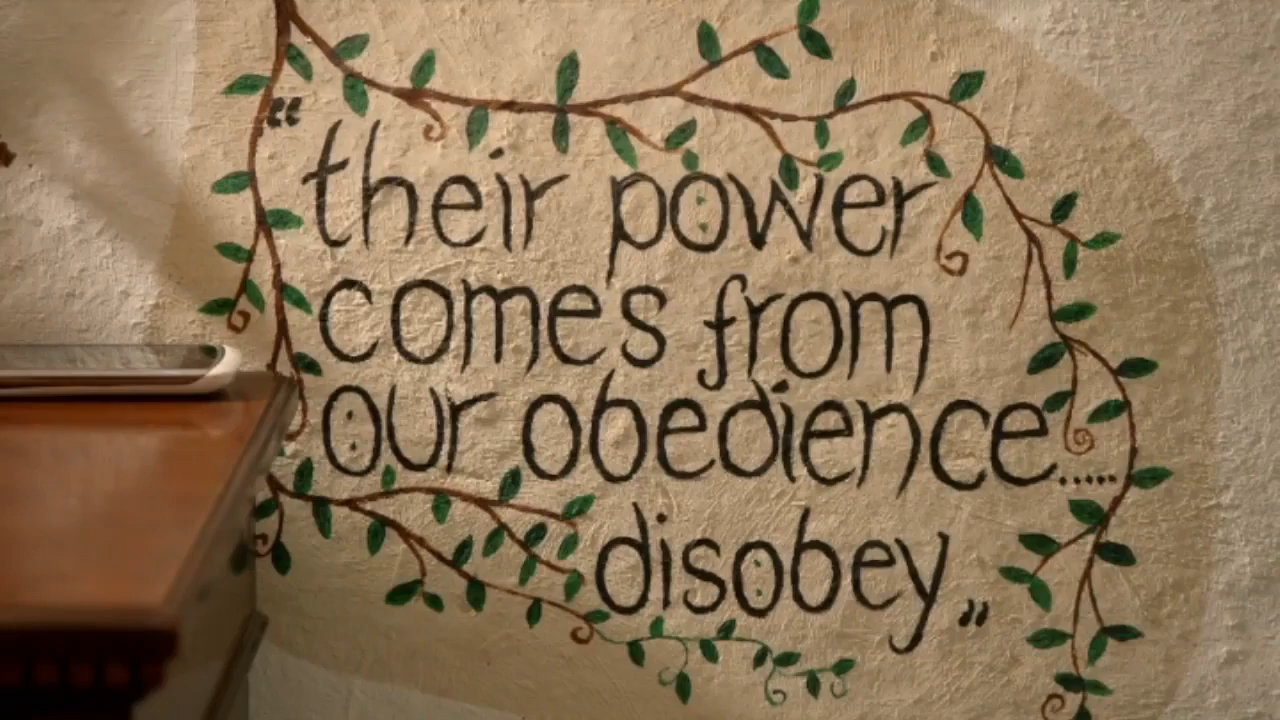 “their power
comes from
our obedience.....
disobey„